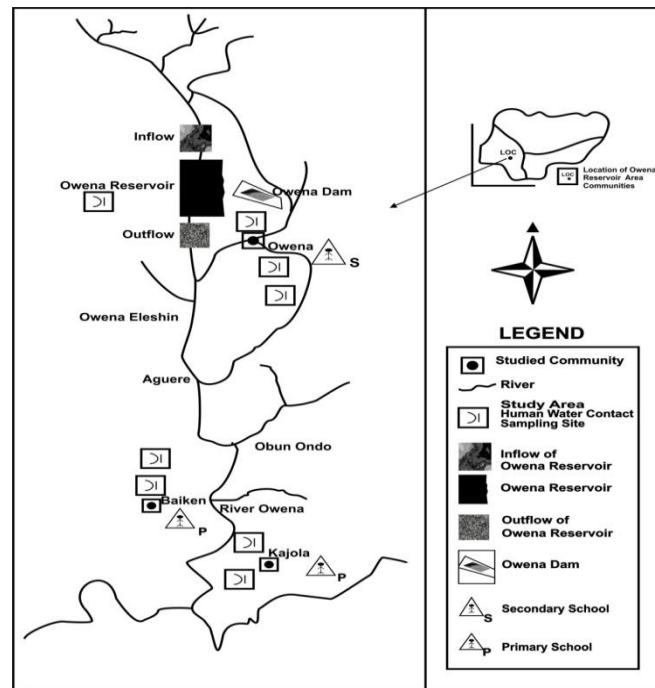 Inflow
Owena Reservoir
Owena Dam
Outflow
Owena
S
Owena Eleshin
Aguere
Obun Ondo
Baiken
River Owena
P
Kajola
P
LOC
LOC
Location of Owena
Reservoir Area
Communities
LEGEND
Studied Community
River
Study Area
Human Water Contact
Sampling Site
Inflow of
Owena Reservoir
Owena Reservoir
Outflow of
Owena Reservoir
Owena Dam
Secondary School
S
Primary School
P